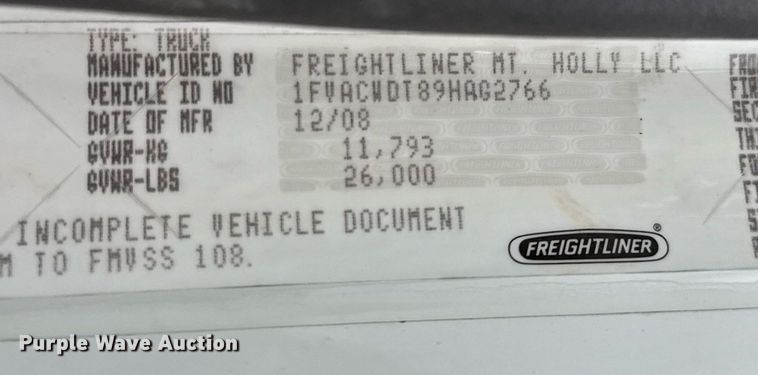 TYPE: TRUCK
MANUFACTURED BY FREIGHTLINER MT. HOLLY LLC
VEHICLE ID NO 1FVACWDT89HAG2766
DATE OF MFR 12/08
GVWR-KG 11,793
GVWR-LBS 26,000
INCOMPLETE VEHICLE DOCUMENT
M TO FMVSS 108.
FREIGHTLINER®
Purple Wave Auction